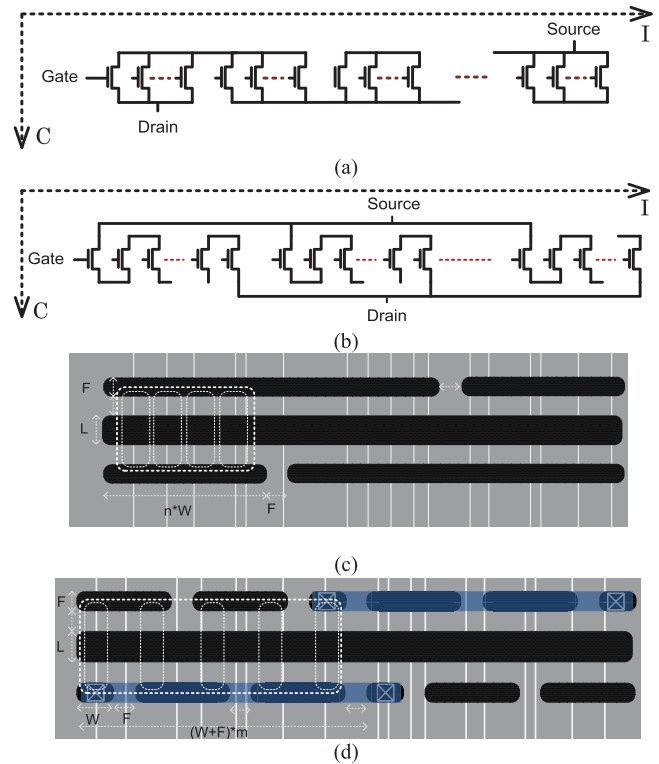 I
Source
Gate
Drain
C
(a)
I
Source
Gate
Drain
C
(b)
F
L
n*W
F
(c)
F
L
W
F
(W+F)*m
(d)